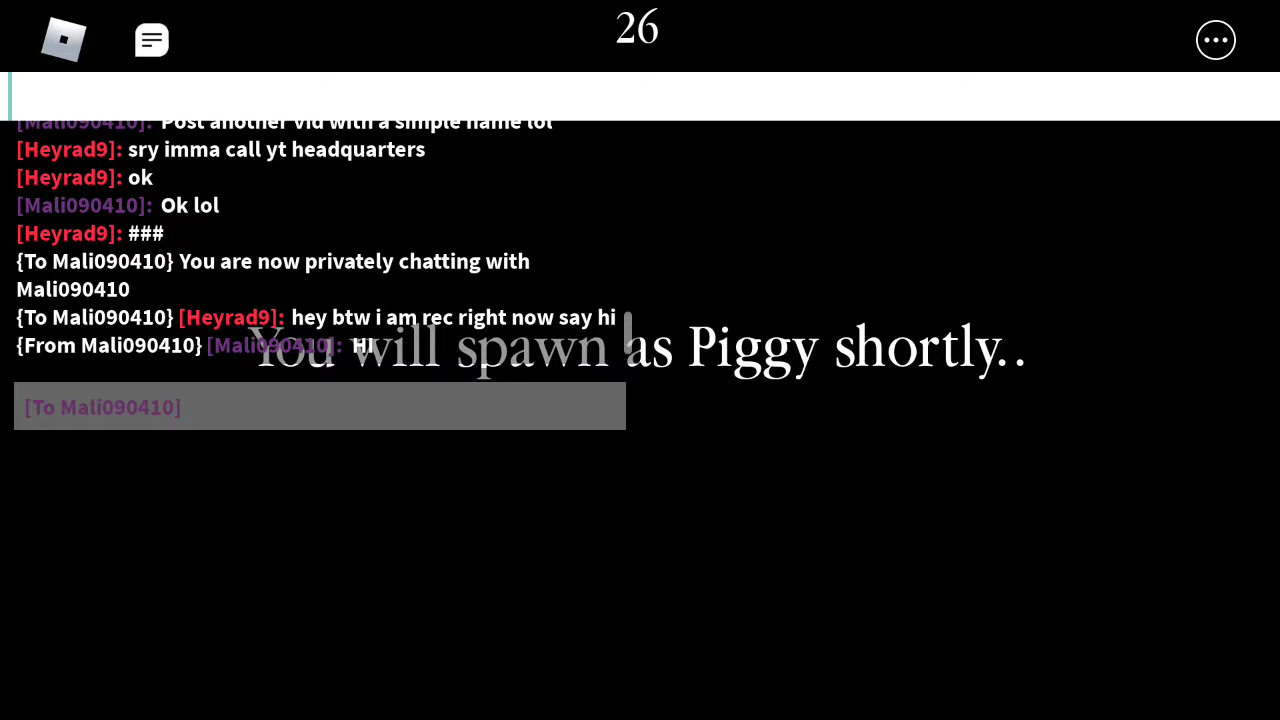 26
[Mali090410]: Post another vid with a simple name lol
[Heyrad9]: sry imma call yt headquarters
[Heyrad9]: ok
[Mali090410]: Ok lol
[Heyrad9]: ###
{To Mali090410} You are now privately chatting with
Mali090410
{To Mali090410} [Heyrad9]: hey btw i am rec right now say hi
{From Mali090410} [Mali090410]: HI
You will spawn as Piggy shortly..
[To Mali090410]